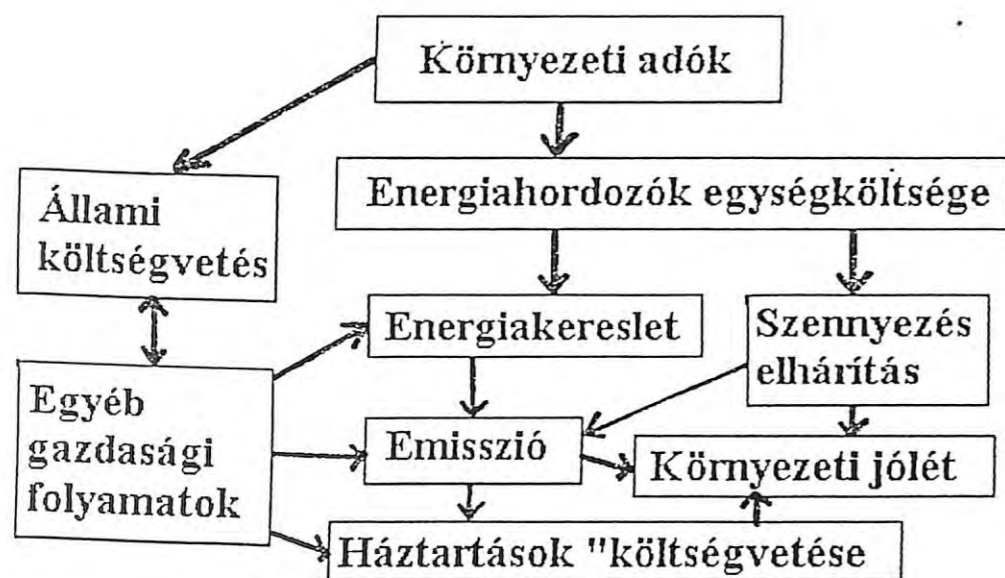 Környezeti adók
Energiahordozók egységköltsége
Állami
költségvetés
Energiakereslet
Szennyezés
elhárítás
Egyéb
gazdasági
folyamatok
Emisszió
Környezeti jólét
Háztartások "költségvetése